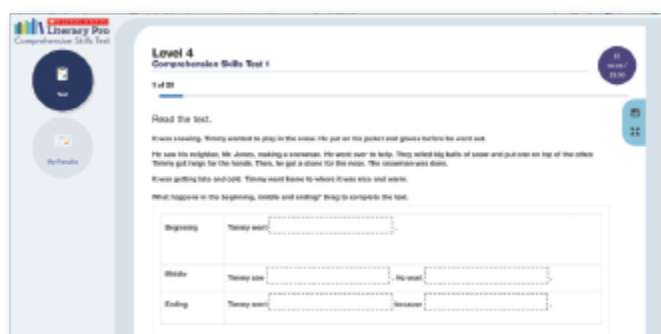 SCHOLASTIC
Literacy Pro
Comprehension Skills Test
Level 4
Comprehension Skills Test 1
1 of 20
Test
My Results
Read the text.
It was snowing. Timmy wanted to play in the snow. He put on his jacket and gloves before he went out.
He saw his neighbor, Mr. Jones, making a snowman. He went over to help. They rolled big balls of snow and put one on top of the other.
Timmy got twigs for the hands. Then, he got a stone for the nose. The snowman was done.
It was getting late and cold. Timmy went home to where it was nice and warm.
What happens in the beginning, middle and ending? Drag to complete the text.
Beginning Timmy went .
Middle Timmy saw . He went .
Ending Timmy went because .